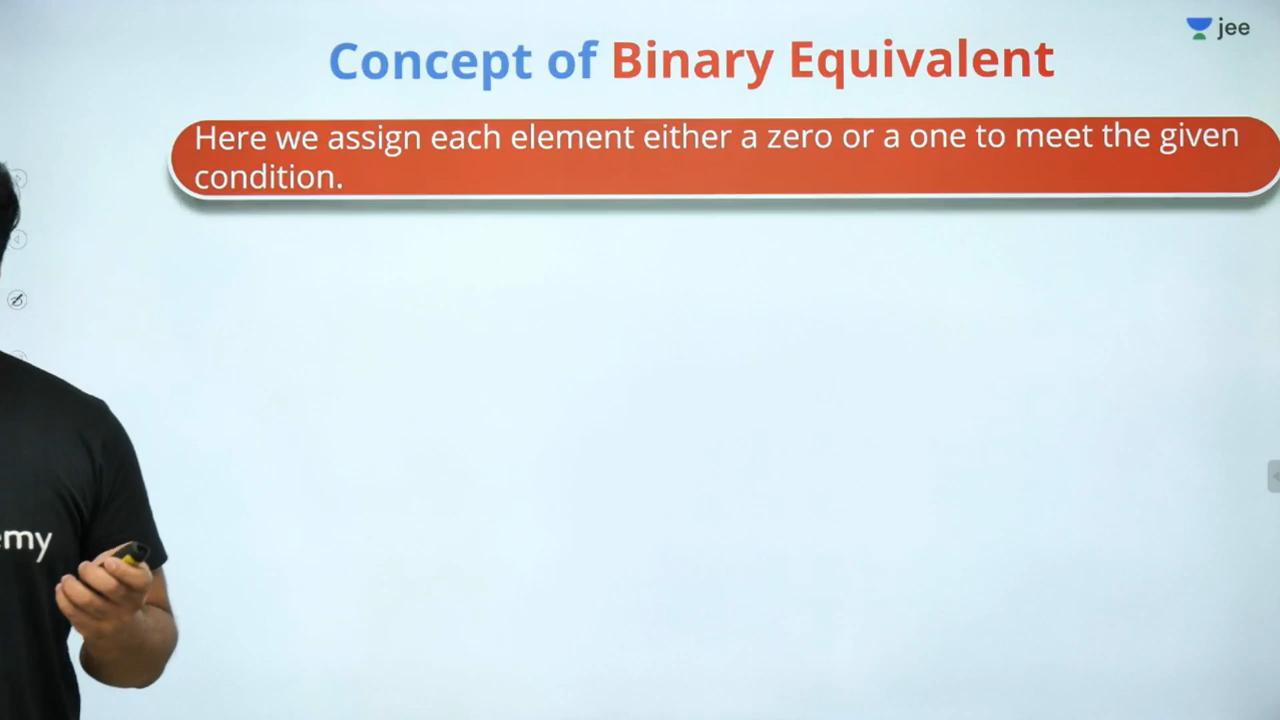 jee
Concept of Binary Equivalent
Here we assign each element either a zero or a one to meet the given
condition.
emy